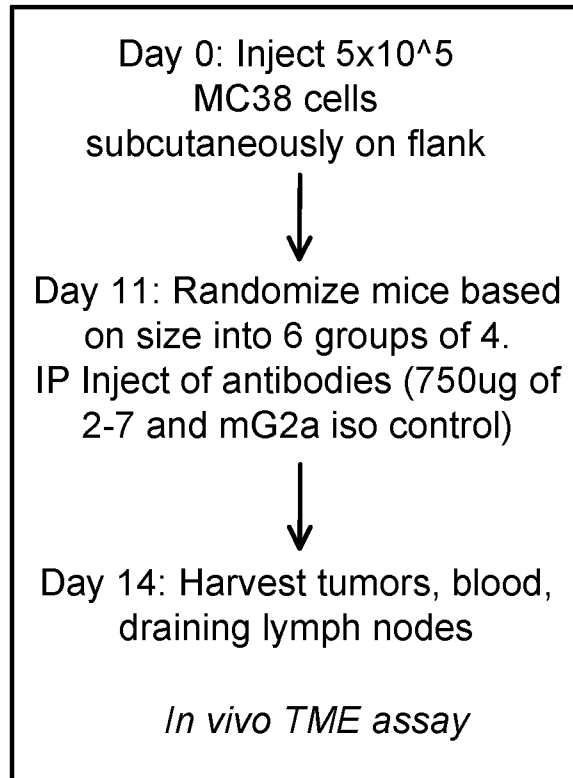 Day 0: Inject 5x10^5
MC38 cells
subcutaneously on flank
Day 11: Randomize mice based
on size into 6 groups of 4.
IP Inject of antibodies (750ug of
2-7 and mG2a iso control)
Day 14: Harvest tumors, blood,
draining lymph nodes
In vivo TME assay